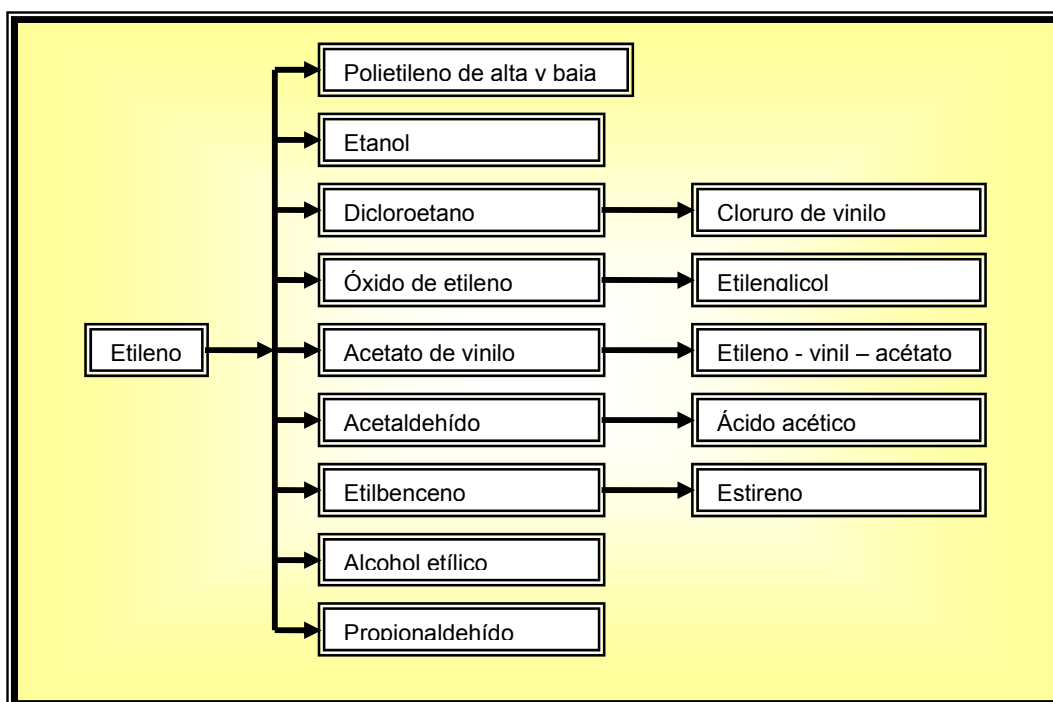 Polietileno de alta y baja
Etanol
Dicloroetano
Cloruro de vinilo
Óxido de etileno
Etilenglicol
Etileno
Acetato de vinilo
Etileno - vinil – acétato
Acetaldehído
Ácido acético
Etilbenceno
Estireno
Alcohol etílico
Propionaldehído